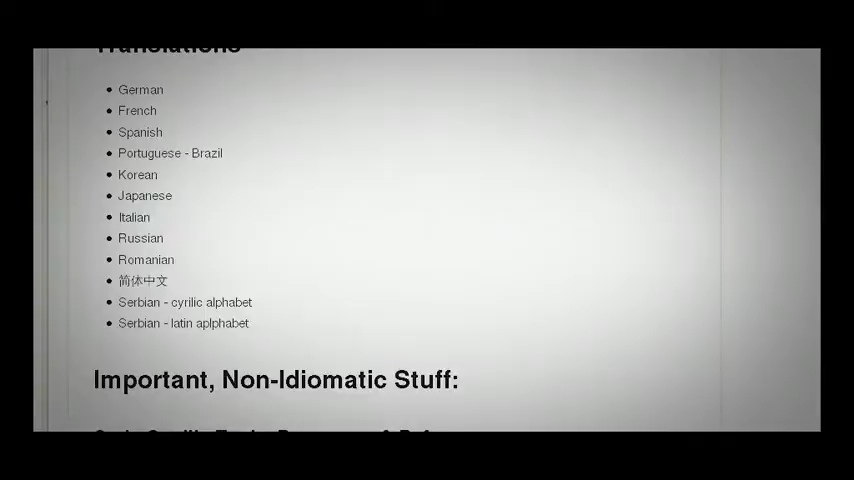 Translations
German
French
Spanish
Portuguese - Brazil
Korean
Japanese
Italian
Russian
Romanian
简体中文
Serbian - cyrilic alphabet
Serbian - latin aplphabet
Important, Non-Idiomatic Stuff: